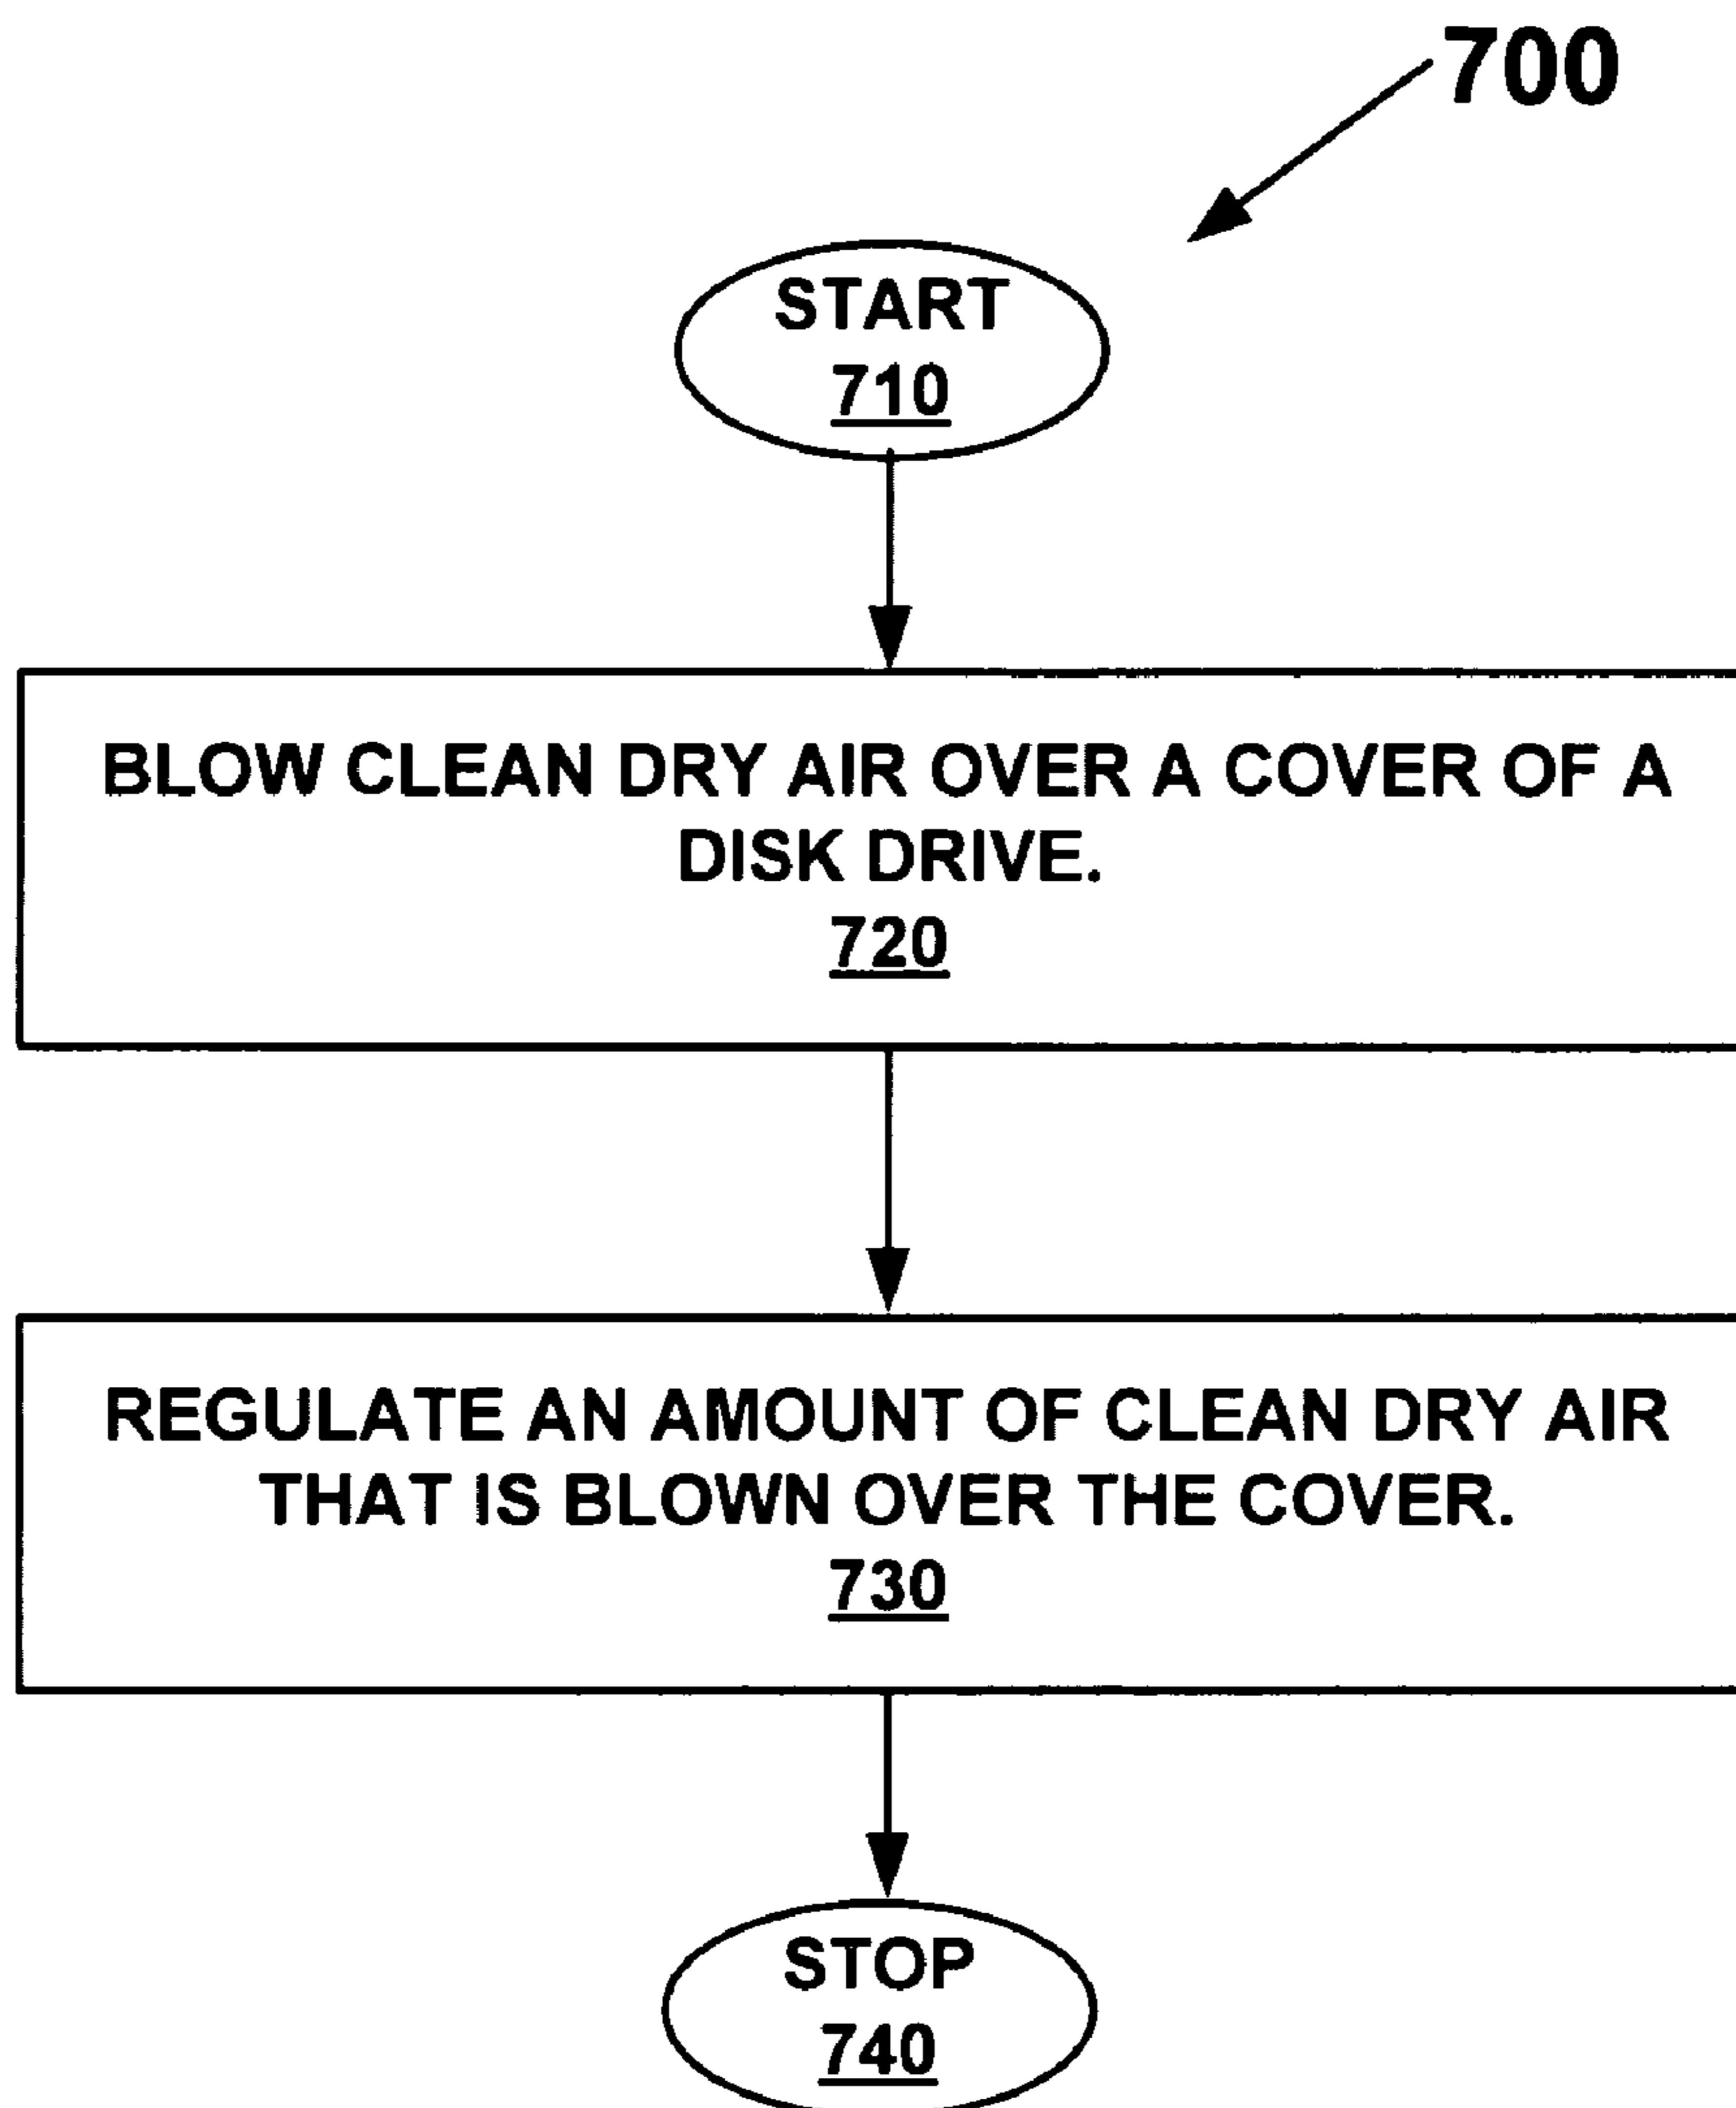 700
START
710
BLOW CLEAN DRY AIR OVER A COVER OF A
DISK DRIVE.
720
REGULATE AN AMOUNT OF CLEAN DRY AIR
THAT IS BLOWN OVER THE COVER.
730
STOP
740